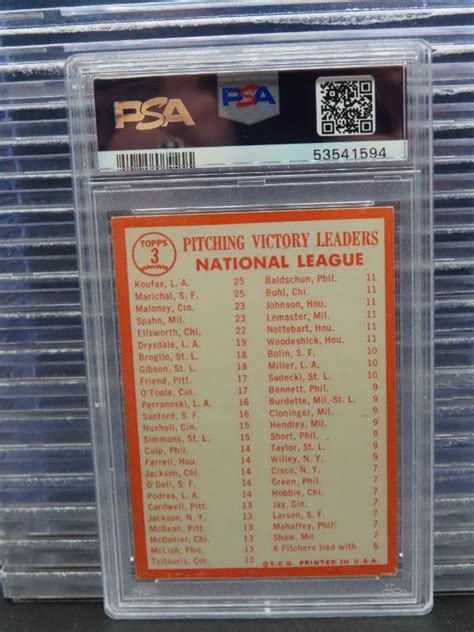 PSA
PSA
53541594
TOPPS
3
PITCHING VICTORY LEADERS
NATIONAL LEAGUE
Koufax, L. A. 25
Marichal, S. F. 25
Maloney, Cin. 23
Spahn, Mil. 23
Ellsworth, Chi. 22
Drysdale, L. A. 19
Broglio, St. L. 18
Gibson, St. L. 18
Friend, Pitt. 17
O'Toole, Cin. 17
Perranoski, L. A. 16
Sanford, S. F. 16
Nuxhall, Cin. 15
Simmons, St. L. 15
Culp, Phil. 14
Farrell, Hou. 14
Jackson, Chi. 14
O'Dell, S. F. 14
Podres, L. A. 14
Cardwell, Pitt. 13
Jackson, N. Y. 13
McBean, Pitt. 13
McDaniel, Chi. 13
McLish, Phil. 13
Tsitouris, Cin. 12
Baldschun, Phil. 11
Buhl, Chi. 11
Johnson, Hou. 11
Lemaster, Mil. 11
Nottebart, Hou. 11
Woodeshick, Hou. 11
Bolin, S. F. 10
Miller, L. A. 10
Sadecki, St. L. 10
Bennett, Phil. 9
Burdette, Mil.-St. L. 9
Cloninger, Mil. 9
Hendley, Mil. 9
Short, Phil. 9
Taylor, St. L. 9
Willey, N. Y. 9
Cisco, N. Y. 7
Green, Phil. 7
Hobbie, Chi. 7
Jay, Cin. 7
Larsen, S. F. 7
Mahaffey, Phil. 7
Shaw, Mil. 7
6 Pitchers tied with 6
©T.C.G. PRINTED IN U.S.A.